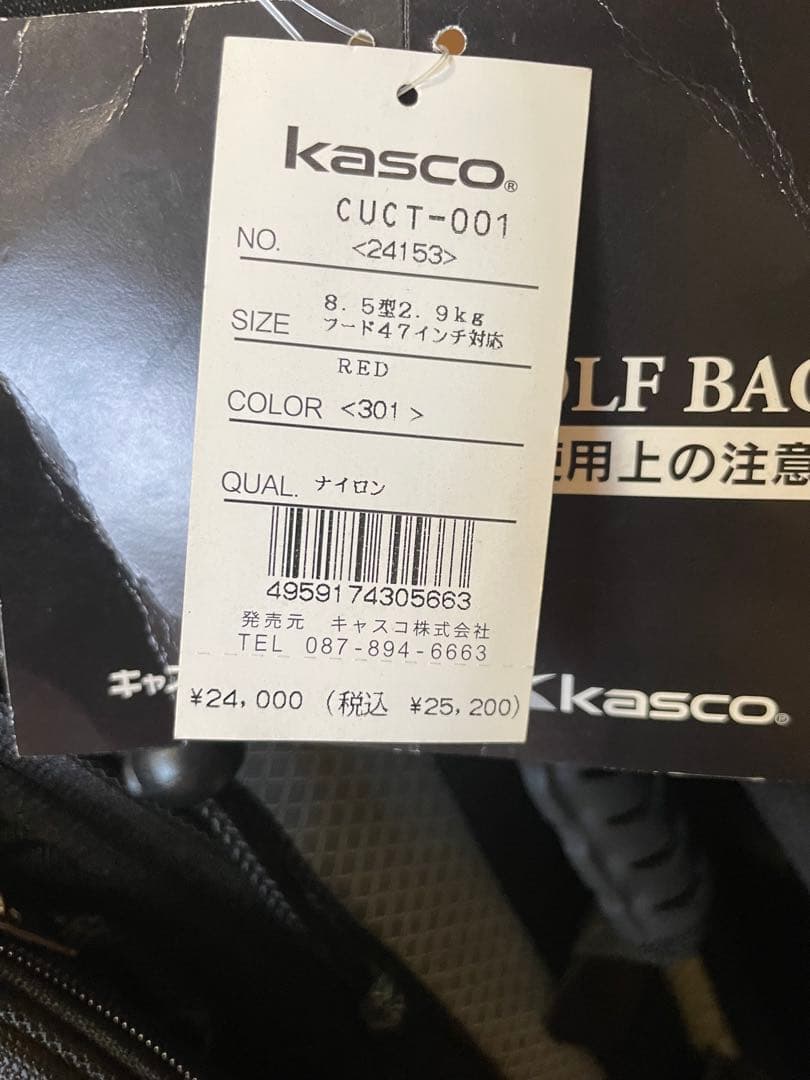 kasco®
CUCT-001
NO. <24153>
8.5型2.9kg
SIZE フード47インチ対応
RED
COLOR <301>
QUAL. ナイロン
4959174305663
発売元 キャスコ株式会社
TEL 087-894-6663
¥24,000 (税込 ¥25,200)
OLF BAG
使用上の注意
キャス
kasco®